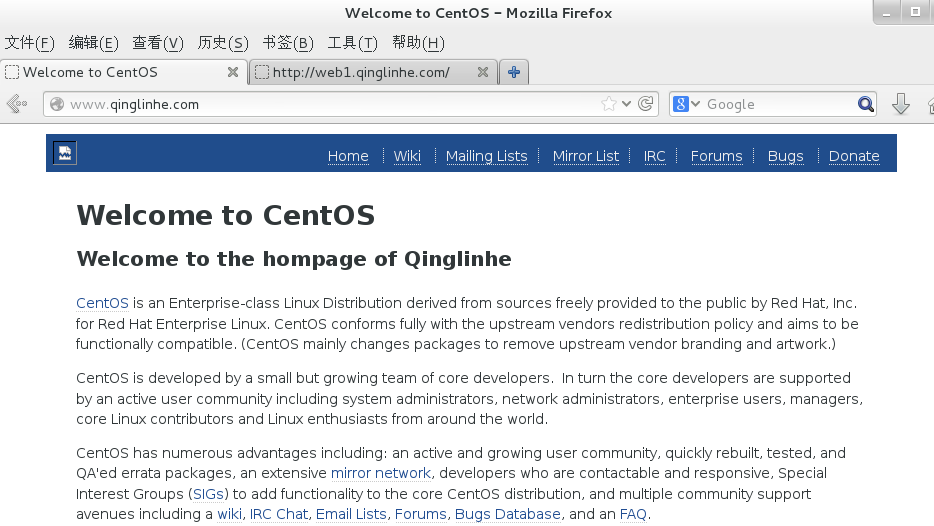 Welcome to CentOS - Mozilla Firefox
文件(F) 编辑(E) 查看(V) 历史(S) 书签(B) 工具(T) 帮助(H)
Welcome to CentOS http://web1.qinglinhe.com/
www.qinglinhe.com Google
Home Wiki Mailing Lists Mirror List IRC Forums Bugs Donate
Welcome to CentOS
Welcome to the hompage of Qinglinhe
CentOS is an Enterprise-class Linux Distribution derived from sources freely provided to the public by Red Hat, Inc.
for Red Hat Enterprise Linux. CentOS conforms fully with the upstream vendors redistribution policy and aims to be
functionally compatible. (CentOS mainly changes packages to remove upstream vendor branding and artwork.)
CentOS is developed by a small but growing team of core developers. In turn the core developers are supported
by an active user community including system administrators, network administrators, enterprise users, managers,
core Linux contributors and Linux enthusiasts from around the world.
CentOS has numerous advantages including: an active and growing user community, quickly rebuilt, tested, and
QA'ed errata packages, an extensive mirror network, developers who are contactable and responsive, Special
Interest Groups (SIGs) to add functionality to the core CentOS distribution, and multiple community support
avenues including a wiki, IRC Chat, Email Lists, Forums, Bugs Database, and an FAQ.